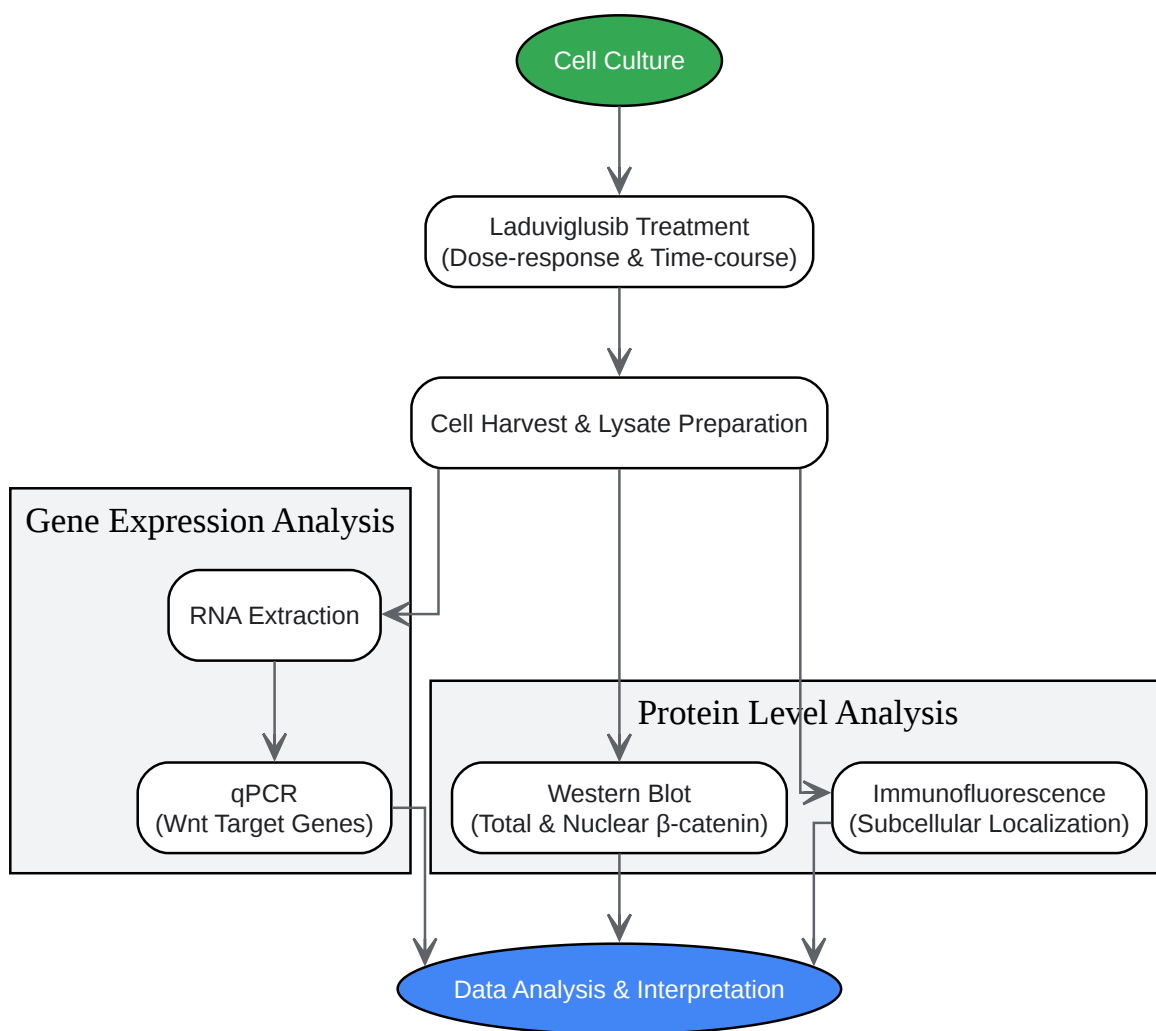 Cell Culture
Laduviglusib Treatment
(Dose-response & Time-course)
Cell Harvest & Lysate Preparation
Gene Expression Analysis
RNA Extraction
qPCR
(Wnt Target Genes)
Protein Level Analysis
Western Blot
(Total & Nuclear β-catenin)
Immunofluorescence
(Subcellular Localization)
Data Analysis & Interpretation